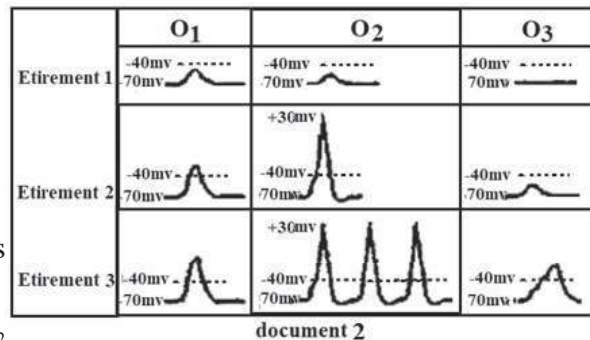 O1 O2 O3
Etirement 1 -40mv -70mv -40mv -70mv -40mv 70mv
Etirement 2 -40mv -70mv +30mv -40mv 70mv -40mv -70mv
s
Etirement 3 -40mv -70mv +30mv -40mv 70mv -40mv -70mv
document 2
2